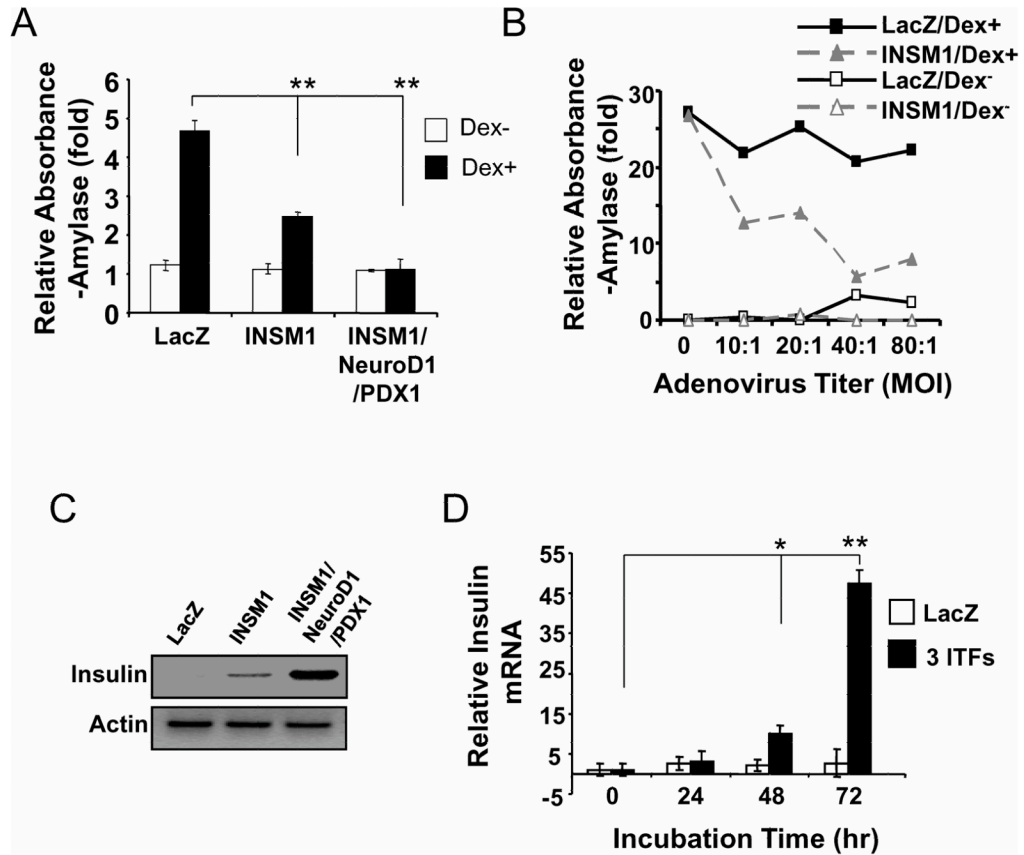 A
Relative Absorbance
-Amylase (fold)
6
5
4
3
2
1
0
**
**
Dex-
Dex+
LacZ
INSM1
INSM1/
NeuroD1
/PDX1
B
LacZ/Dex+
INSM1/Dex+
LacZ/Dex-
INSM1/Dex-
Relative Absorbance
-Amylase (fold)
30
20
10
0
0
10:1
20:1
40:1
80:1
Adenovirus Titer (MOI)
C
LacZ
INSM1
INSM1/
NeuroD1
/PDX1
Insulin
Actin
D
Relative Insulin
mRNA
55
45
35
25
15
5
-5
*
**
LacZ
3 ITFs
0
24
48
72
Incubation Time (hr)